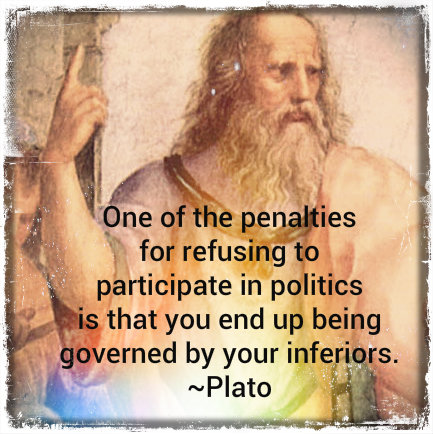 One of the penalties
for refusing to
participate in politics
is that you end up being
governed by your inferiors.
~Plato